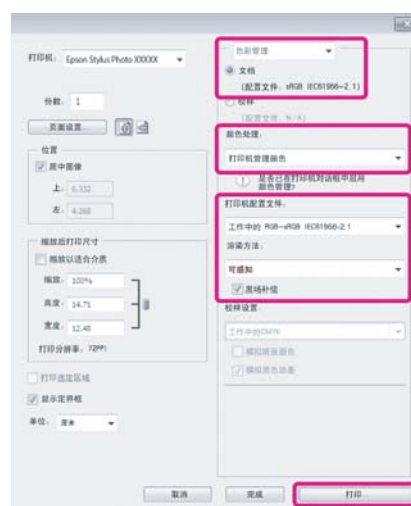 打印机: Epson Stylus Photo XXXXX
份数: 1
页面设置...
位置
居中图像
上: 6.332
左: 4.268
缩放后打印尺寸
缩放以适合介质
缩放: 100%
高度: 14.71
宽度: 12.48
打印分辨率: 72PPI
打印选定区域
显示定界框
单位: 厘米
色彩管理
文档
(配置文件: sRGB IEC61966-2.1)
校样
(配置文件: N/A)
颜色处理:
打印机管理颜色
是否已在打印机对话框中启用
颜色管理?
打印机配置文件:
工作中的 RGB-sRGB IEC61966-2.1
渲染方法:
可感知
黑场补偿
校样设置:
工作中的CMYK
模拟纸张颜色
模拟黑色油墨
取消
完成
打印...